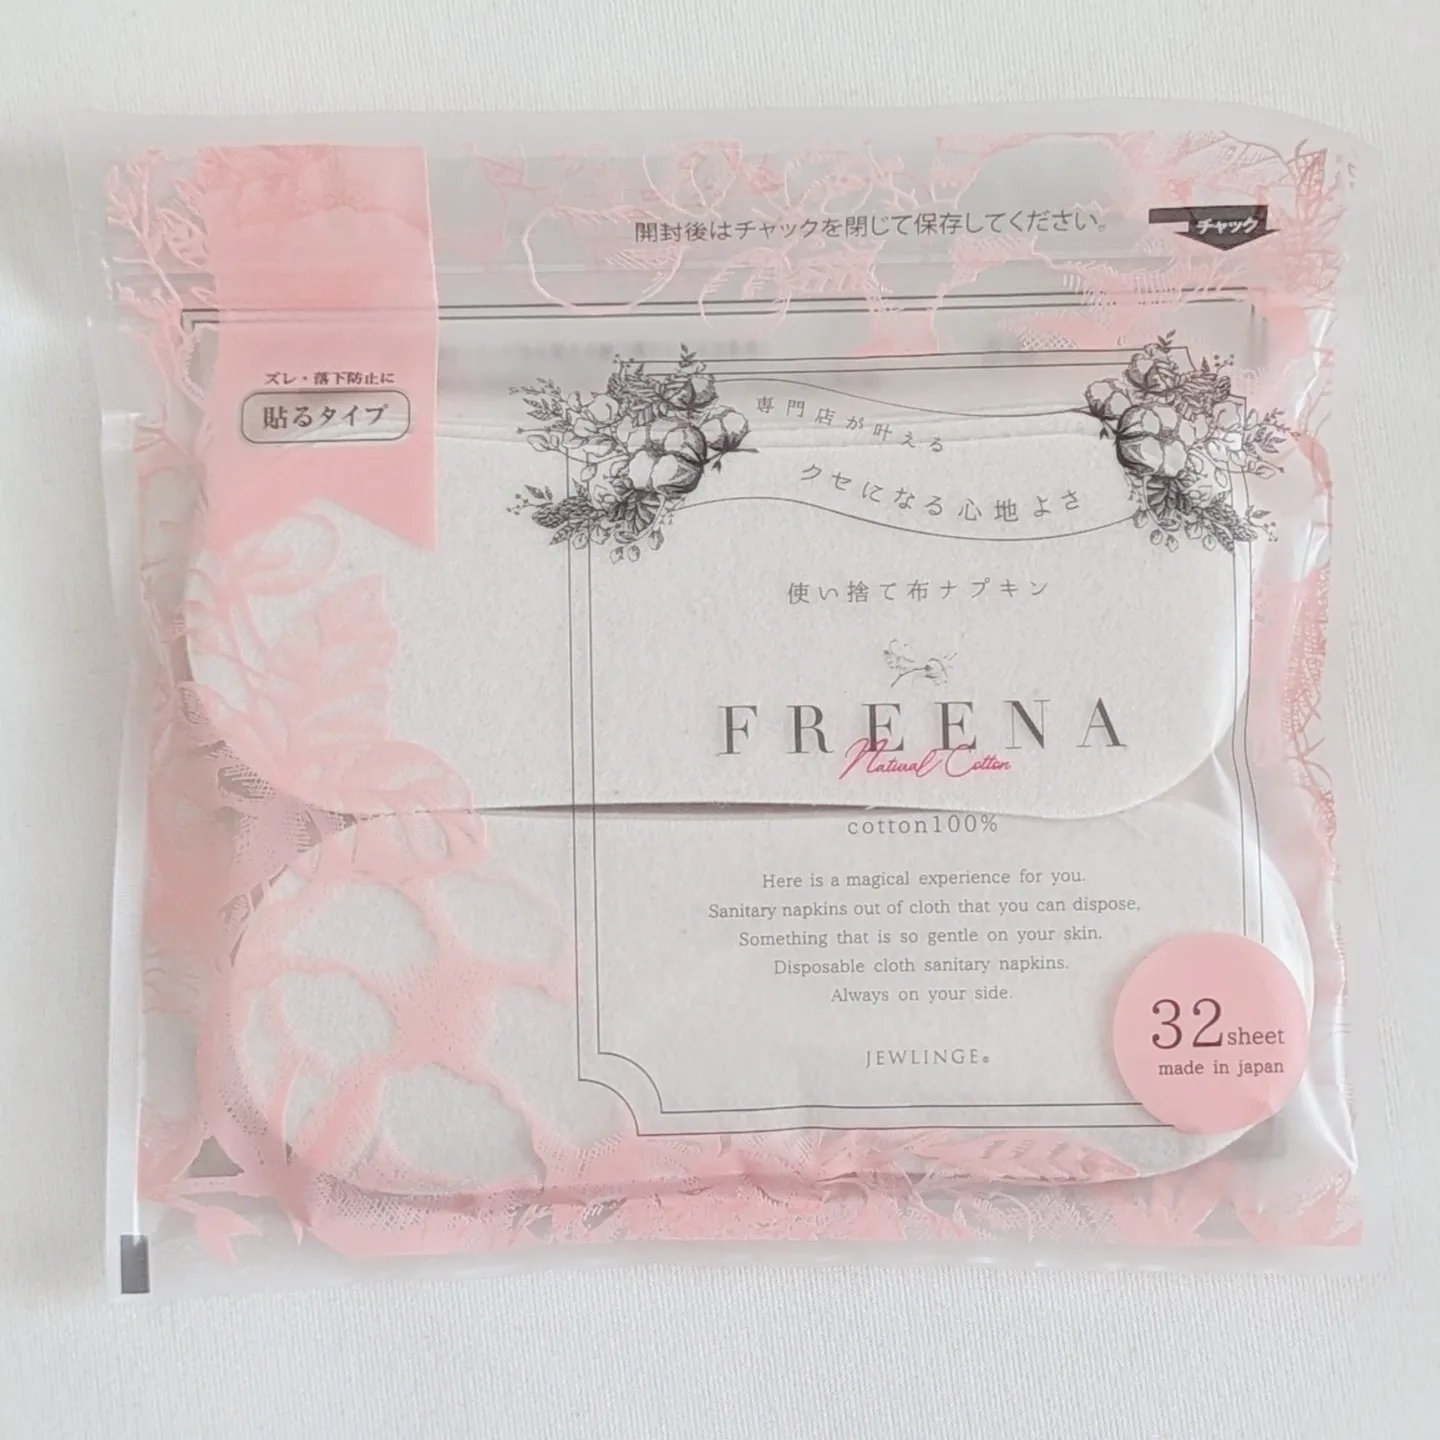 開封後はチャックを閉じて保存してください。
チャック
ズレ・落下防止に
貼るタイプ
専門店が叶える
クセになる心地よさ
使い捨て布ナプキン
FREENA
Natural Cotton
cotton100%
Here is a magical experience for you.
Sanitary napkins out of cloth that you can dispose,
Something that is so gentle on your skin.
Disposable cloth sanitary napkins.
Always on your side.
JEWLINGE®
32sheet
made in japan